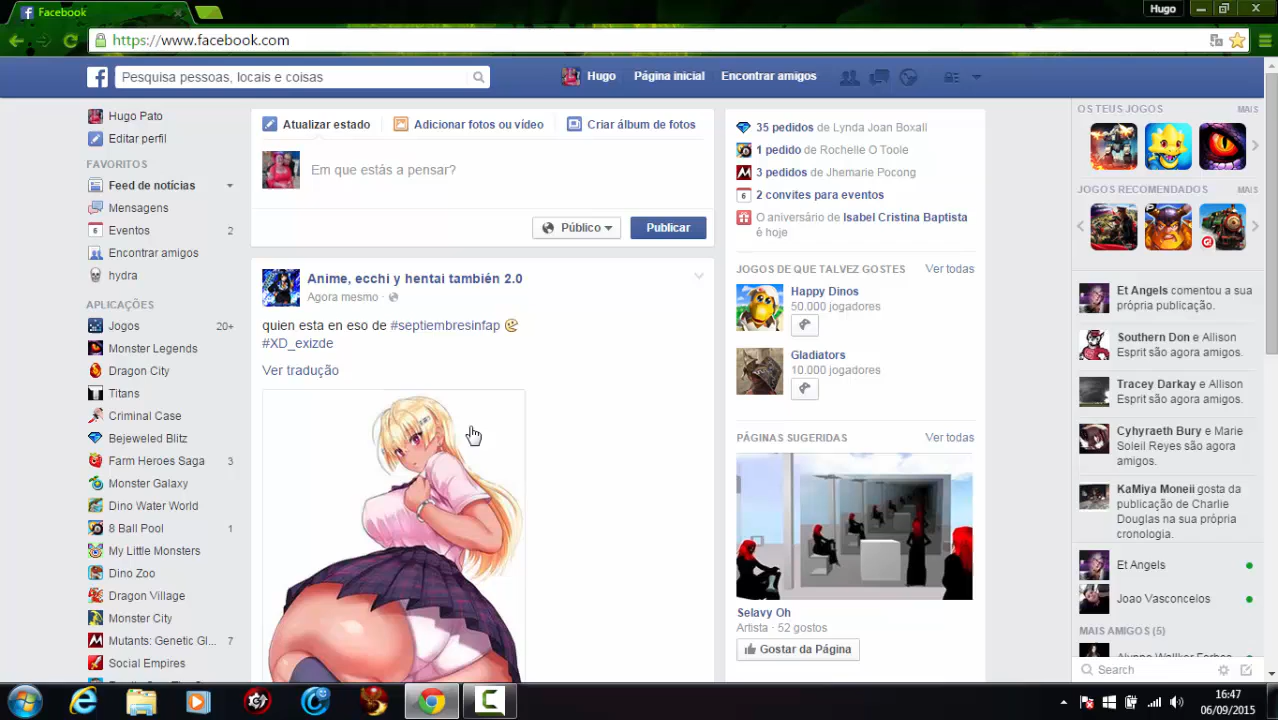 Facebook
Hugo
https://www.facebook.com
Pesquisa pessoas, locais e coisas
Hugo
Página inicial
Encontrar amigos
Hugo Pato
Editar perfil
FAVORITOS
Feed de notícias
Mensagens
Eventos 2
Encontrar amigos
hydra
APLICAÇÕES
Jogos 20+
Monster Legends
Dragon City
Titans
Criminal Case
Bejeweled Blitz
Farm Heroes Saga 3
Monster Galaxy
Dino Water World
8 Ball Pool 1
My Little Monsters
Dino Zoo
Dragon Village
Monster City
Mutants: Genetic Gl... 7
Social Empires
Atualizar estado
Adicionar fotos ou vídeo
Criar álbum de fotos
Em que estás a pensar?
Público
Publicar
Anime, ecchi y hentai también 2.0
Agora mesmo ·
quien esta en eso de #septiembresinfap
#XD_exizde
Ver tradução
35 pedidos de Lynda Joan Boxall
1 pedido de Rochelle O Toole
3 pedidos de Jhemarie Pocong
6 2 convites para eventos
O aniversário de Isabel Cristina Baptista
é hoje
JOGOS DE QUE TALVEZ GOSTES Ver todas
Happy Dinos
50.000 jogadores
Gladiators
10.000 jogadores
PÁGINAS SUGERIDAS Ver todas
Selavy Oh
Artista · 52 gostos
Gostar da Página
OS TEUS JOGOS MAIS
JOGOS RECOMENDADOS MAIS
Et Angels comentou a sua
própria publicação.
Southern Don e Allison
Esprit são agora amigos.
Tracey Darkay e Allison
Esprit são agora amigos.
Cyhyraeth Bury e Marie
Soleil Reyes são agora
amigos.
KaMiya Moneii gosta da
publicação de Charlie
Douglas na sua própria
cronologia.
Et Angels
Joao Vasconcelos
MAIS AMIGOS (5)
Search
16:47
06/09/2015